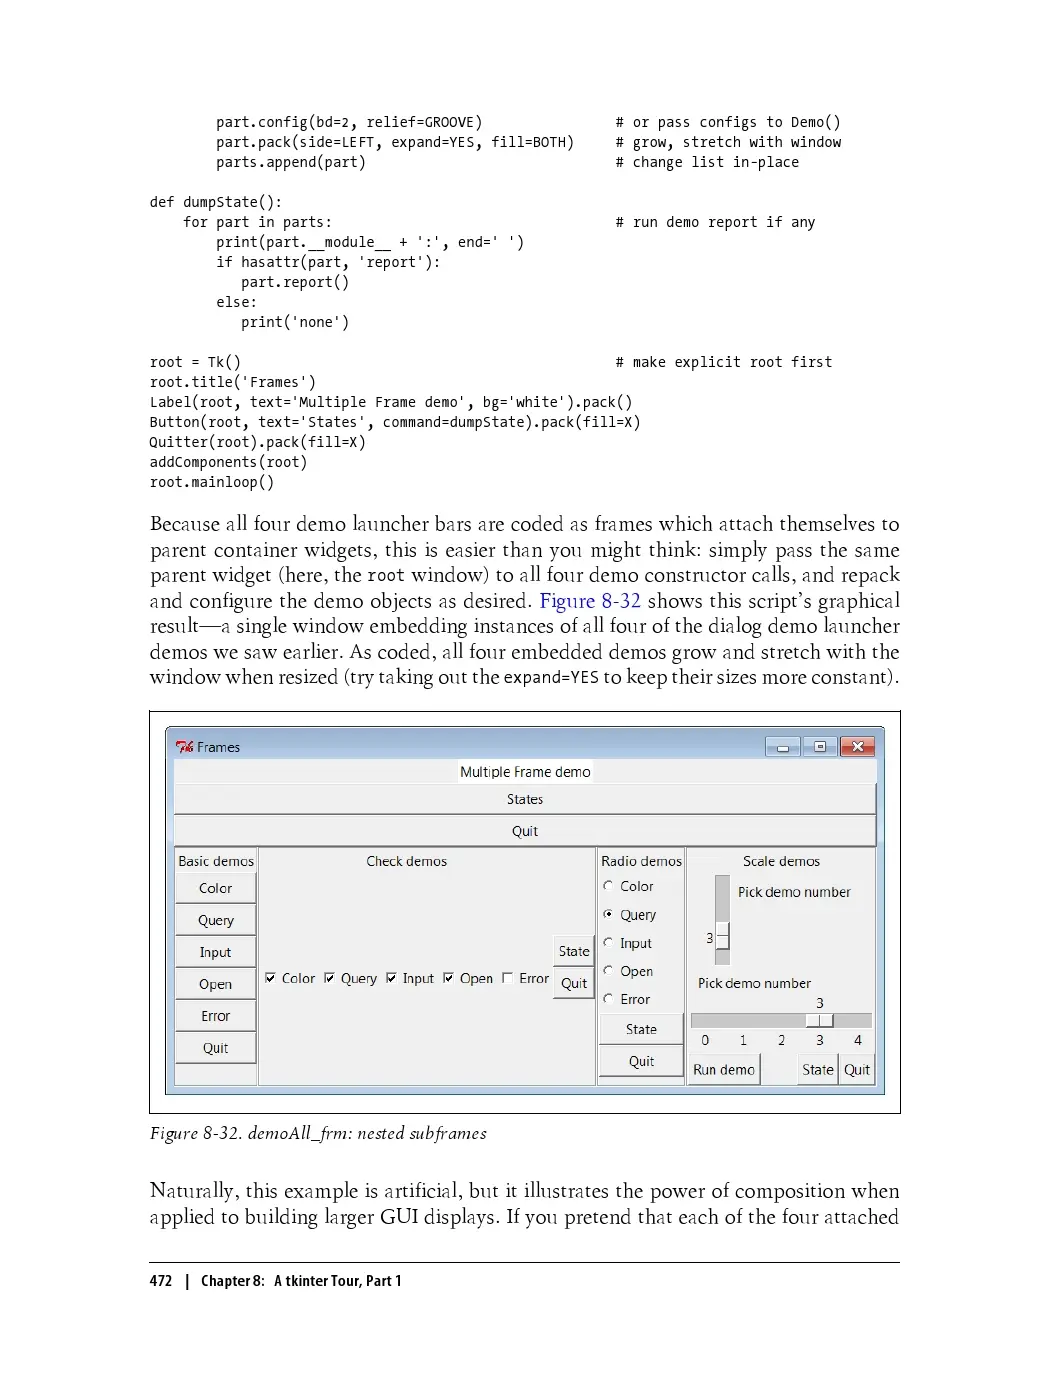 part.config(bd=2, relief=GROOVE) # or pass configs to Demo()
part.pack(side=LEFT, expand=YES, fill=BOTH) # grow, stretch with window
parts.append(part) # change list in-place
def dumpState():
for part in parts: # run demo report if any
print(part.__module__ + ':', end=' ')
if hasattr(part, 'report'):
part.report()
else:
print('none')
root = Tk() # make explicit root first
root.title('Frames')
Label(root, text='Multiple Frame demo', bg='white').pack()
Button(root, text='States', command=dumpState).pack(fill=X)
Quitter(root).pack(fill=X)
addComponents(root)
root.mainloop()
Because all four demo launcher bars are coded as frames which attach themselves to
parent container widgets, this is easier than you might think: simply pass the same
parent widget (here, the root window) to all four demo constructor calls, and repack
and configure the demo objects as desired. Figure 8-32 shows this script’s graphical
result—a single window embedding instances of all four of the dialog demo launcher
demos we saw earlier. As coded, all four embedded demos grow and stretch with the
window when resized (try taking out the expand=YES to keep their sizes more constant).
Frames
Multiple Frame demo
States
Quit
Basic demos
Color
Query
Input
Open
Error
Quit
Check demos
Color Query Input Open Error
State
Quit
Radio demos
Color
Query
Input
Open
Error
State
Quit
Scale demos
Pick demo number
3
Pick demo number
3
0 1 2 3 4
Run demo State Quit
Figure 8-32. demoAll_frm: nested subframes
Naturally, this example is artificial, but it illustrates the power of composition when
applied to building larger GUI displays. If you pretend that each of the four attached
472 | Chapter 8: A tkinter Tour, Part 1